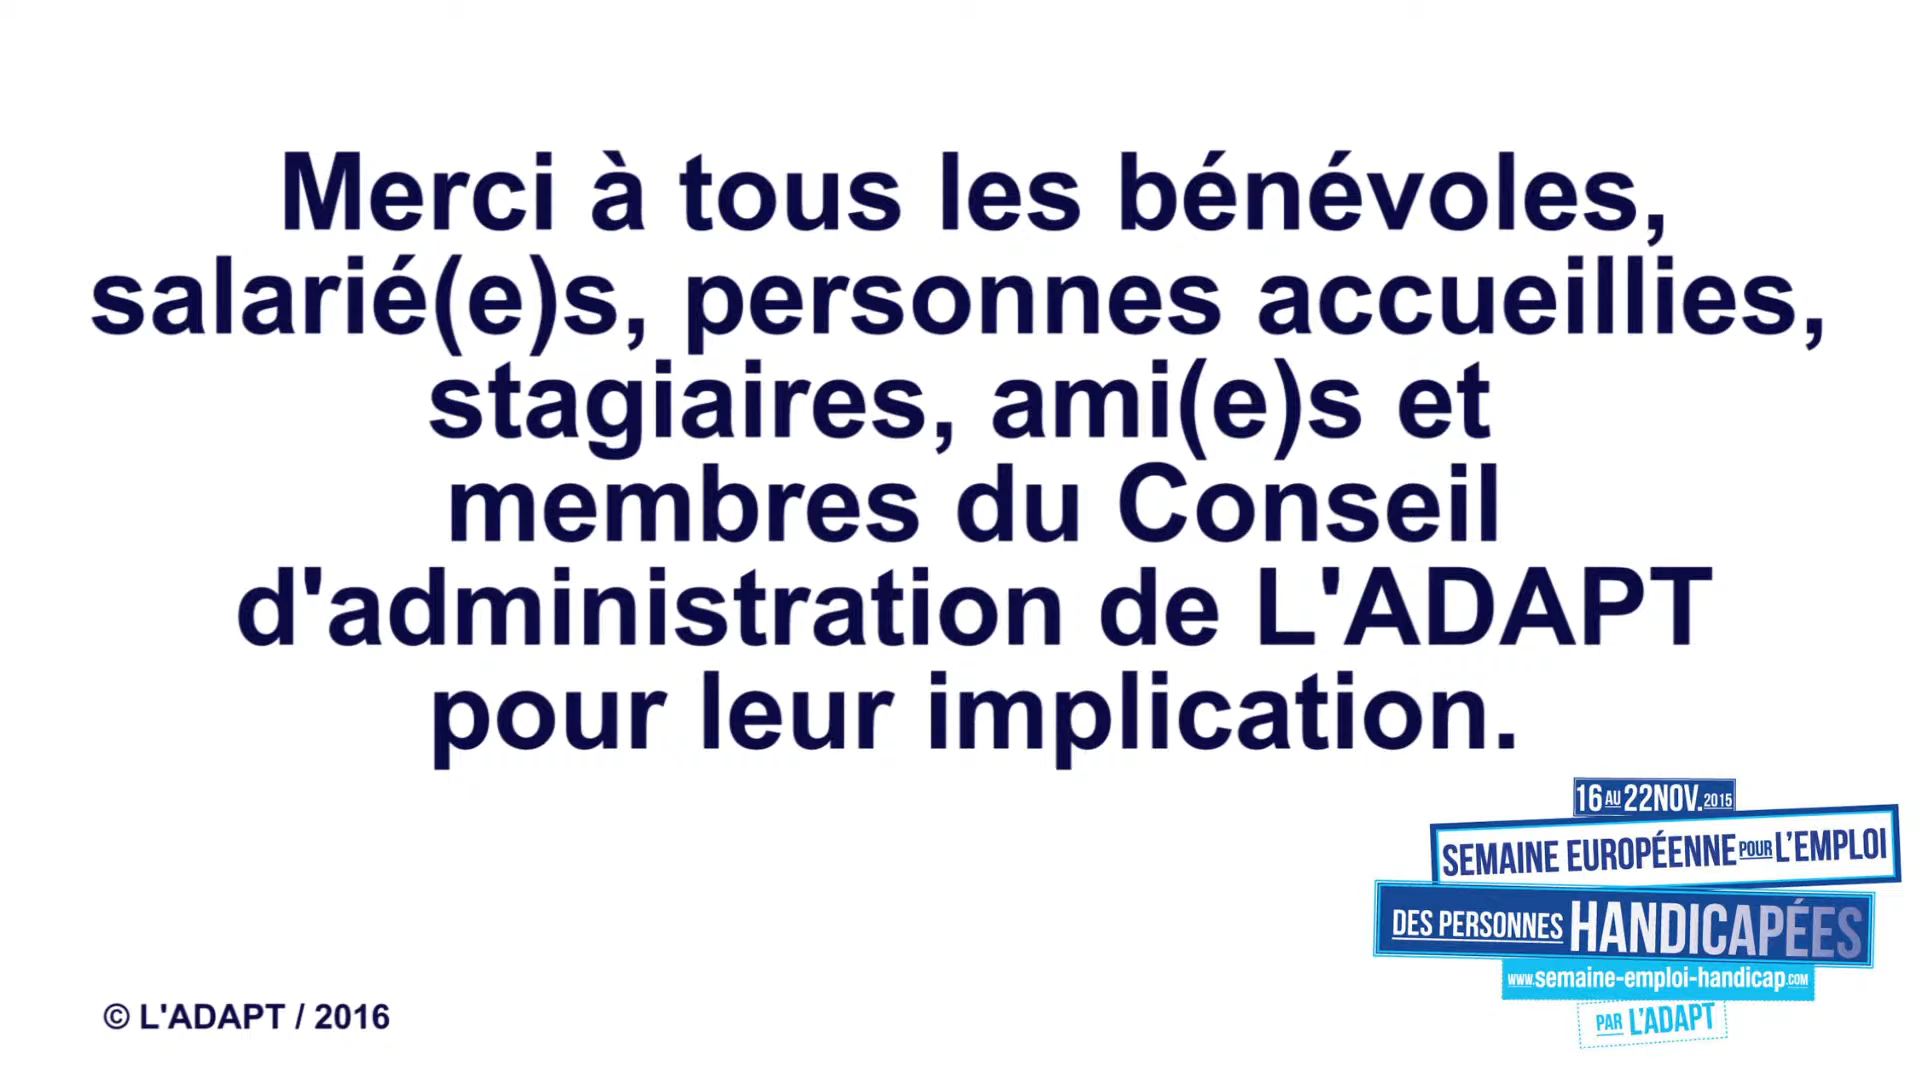 Merci à tous les bénévoles,
salarié(e)s, personnes accueillies,
stagiaires, ami(e)s et
membres du Conseil
d'administration de L'ADAPT
pour leur implication.
16 AU 22 NOV. 2015
SEMAINE EUROPÉENNE POUR L'EMPLOI
DES PERSONNES HANDICAPÉES
www.semaine-emploi-handicap.com
PAR L'ADAPT
© L'ADAPT / 2016